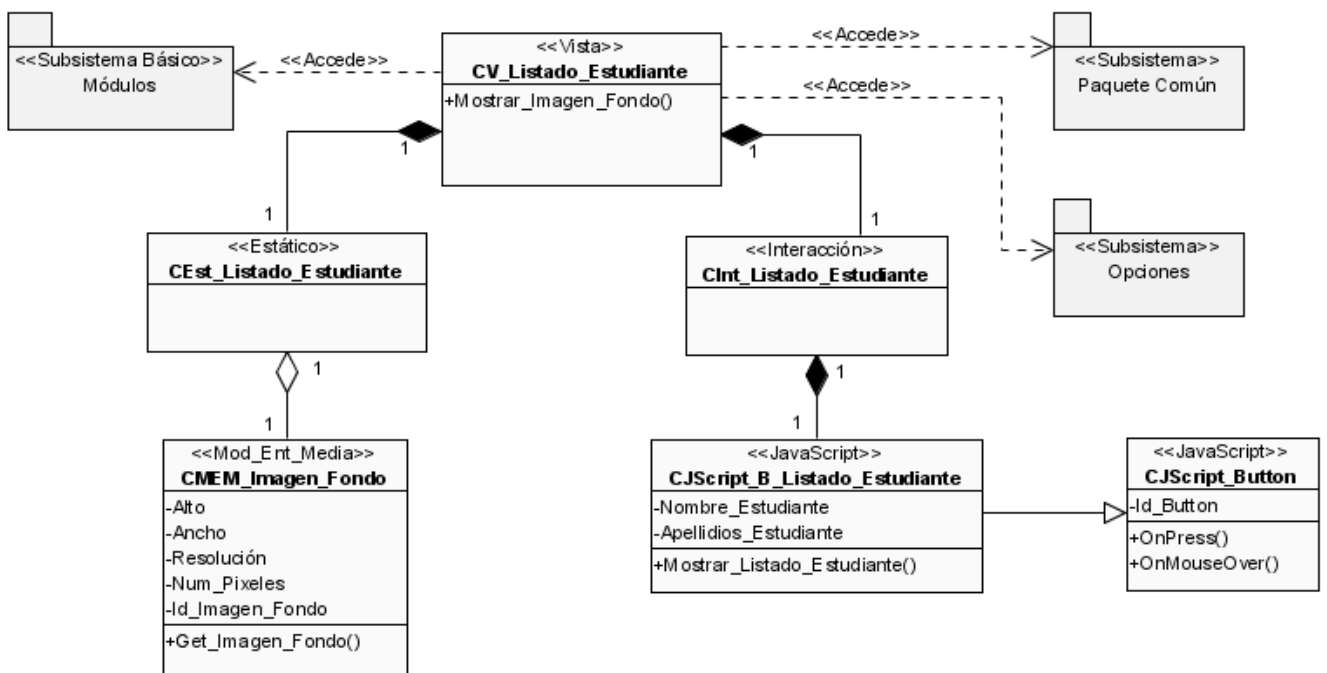 <<Subsistema Básico>>
Módulos
<<Accede>>
<<Vista>>
CV_Listado_Estudiante
+Mostrar_Imagen_Fondo()
<<Accede>>
<<Accede>>
<<Subsistema>>
Paquete Común
1
1
1
1
<<Subsistema>>
Opciones
<<Estático>>
CEst_Listado_Estudiante
<<Interacción>>
CInt_Listado_Estudiante
1
1
1
1
<<Mod_Ent_Media>>
CMEM_Imagen_Fondo
-Alto
-Ancho
-Resolución
-Num_Pixeles
-Id_Imagen_Fondo
+Get_Imagen_Fondo()
<<JavaScript>>
CJScript_B_Listado_Estudiante
-Nombre_Estudiante
-Apellidios_Estudiante
+Mostrar_Listado_Estudiante()
<<JavaScript>>
CJScript_Button
-Id_Button
+OnPress()
+OnMouseOver()